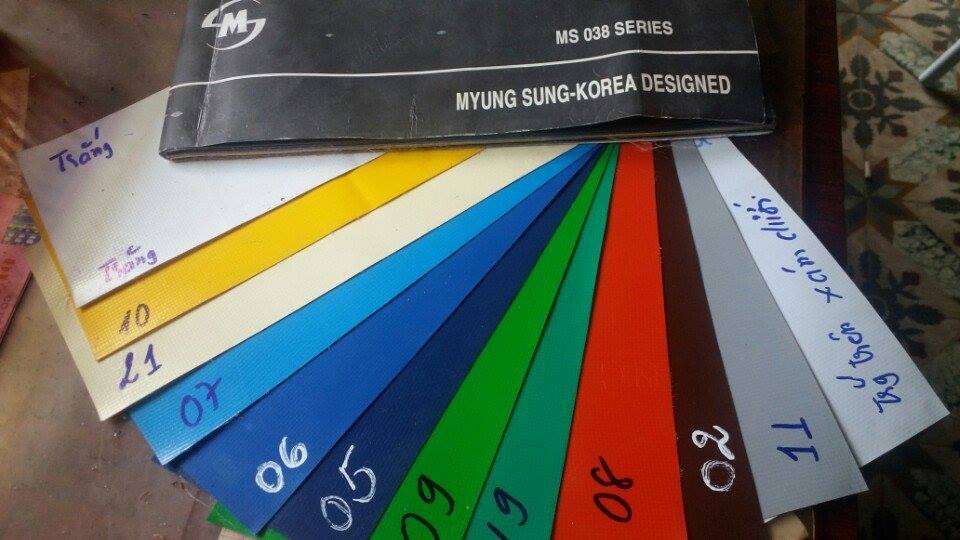 MS
MS 038 SERIES
MYUNG SUNG-KOREA DESIGNED
Trắng
Trắng
10
21
07
06
05
09
19
08
02
11